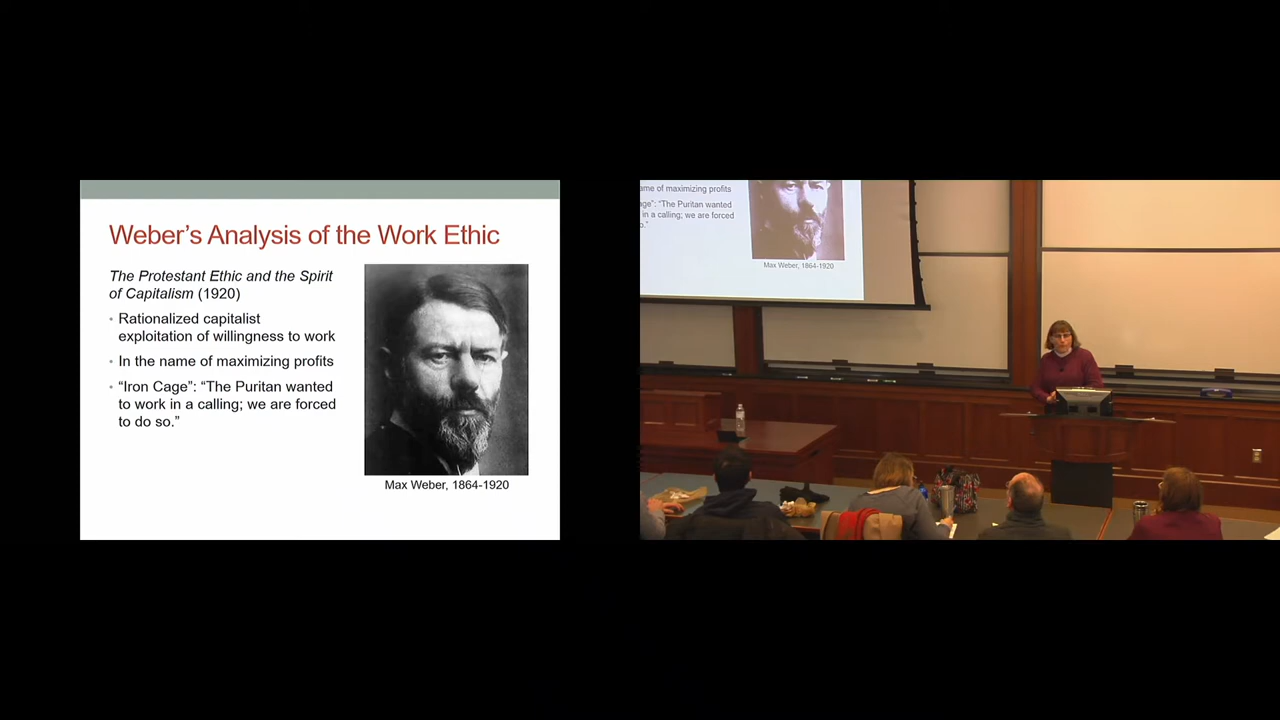 Weber’s Analysis of the Work Ethic
The Protestant Ethic and the Spirit
of Capitalism (1920)
• Rationalized capitalist
exploitation of willingness to work
• In the name of maximizing profits
• “Iron Cage”: “The Puritan wanted
to work in a calling; we are forced
to do so.”
Max Weber, 1864-1920
ame of maximizing profits
age”: “The Puritan wanted
in a calling; we are forced
o.”
Max Weber, 1864-1920